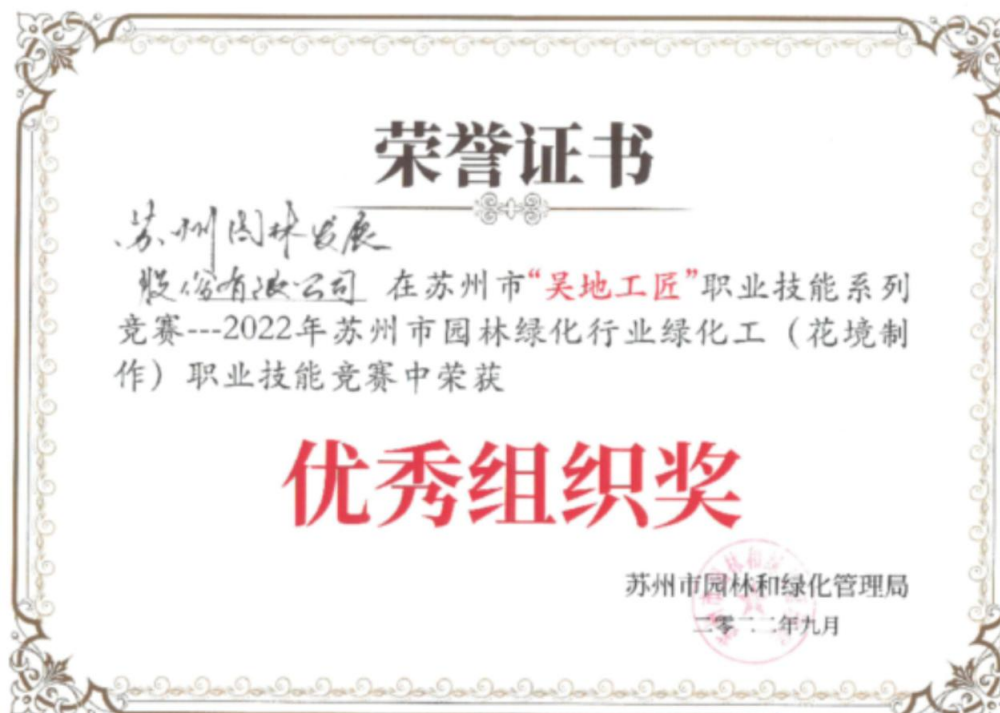 荣誉证书
苏州园林发展
股份有限公司 在苏州市“吴地工匠”职业技能系列
竞赛---2022年苏州市园林绿化行业绿化工（花境制
作）职业技能竞赛中荣获
优秀组织奖
苏州市园林和绿化管理局
二零二二年九月